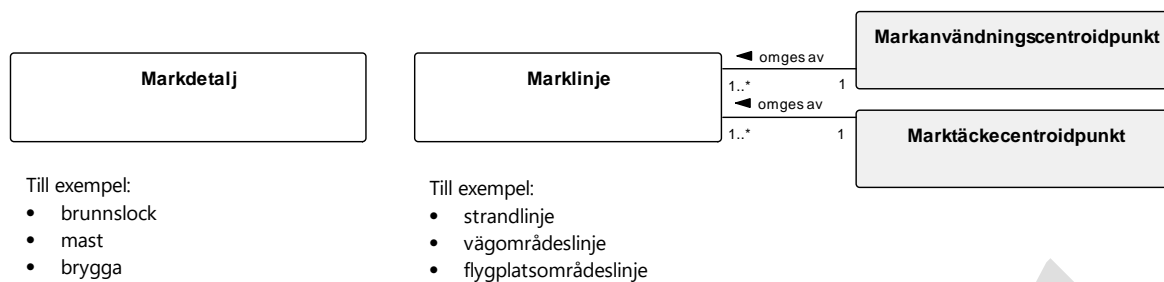 Markanvändningscentroidpunkt
◄ omges av
1..* 1
Markdetalj
Marklinje
◄ omges av
1..* 1
Marktäckecentroidpunkt
Till exempel:
• brunnslock
• mast
• brygga
Till exempel:
• strandlinje
• vägområdeslinje
• flygplatsområdeslinje